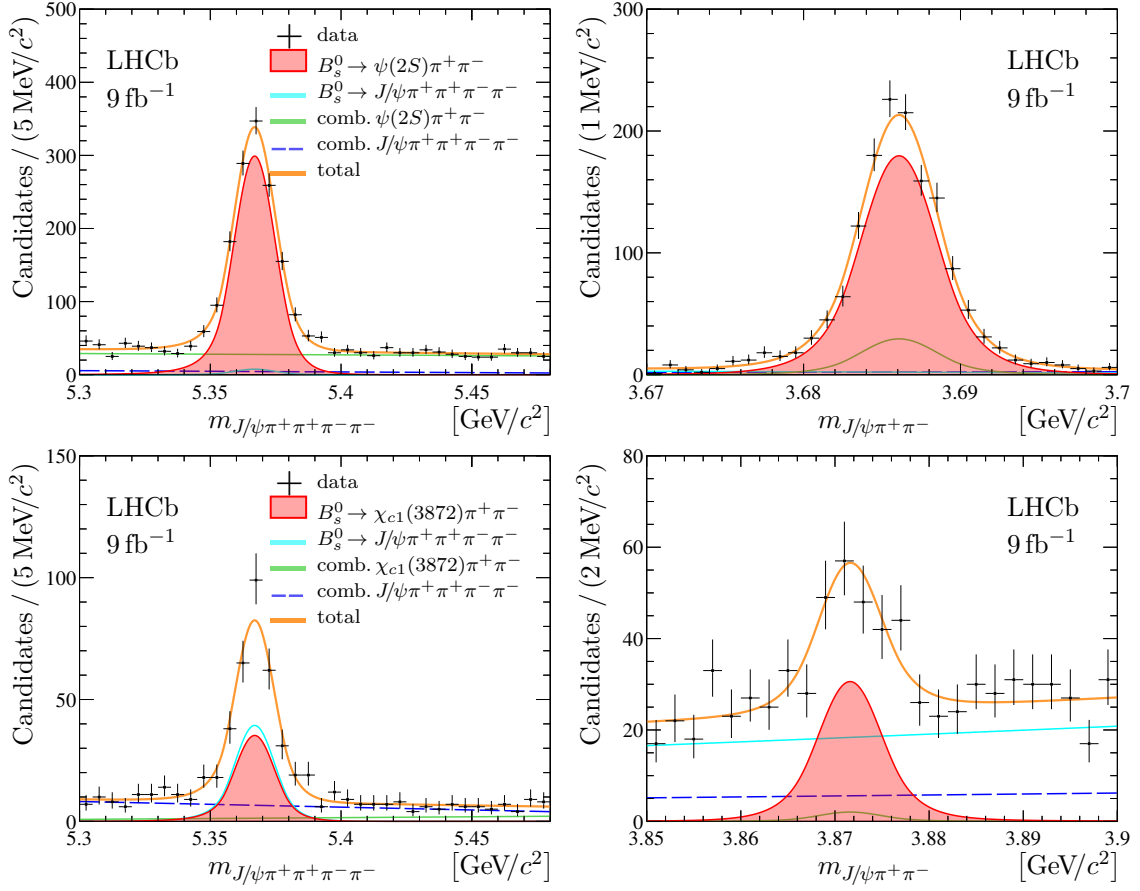 Candidates / (5 MeV/c²)
500
400
300
200
100
0
LHCb
9 fb⁻¹
data
B⁰ₛ → ψ(2S)π⁺π⁻
B⁰ₛ → J/ψπ⁺π⁺π⁻π⁻
comb. ψ(2S)π⁺π⁻
comb. J/ψπ⁺π⁺π⁻π⁻
total
5.3 5.35 5.4 5.45
m_{J/ψπ⁺π⁺π⁻π⁻} [GeV/c²]
Candidates / (1 MeV/c²)
300
200
100
0
LHCb
9 fb⁻¹
3.67 3.68 3.69 3.7
m_{J/ψπ⁺π⁻} [GeV/c²]
Candidates / (5 MeV/c²)
150
100
50
0
LHCb
9 fb⁻¹
data
B⁰ₛ → χ_{c1}(3872)π⁺π⁻
B⁰ₛ → J/ψπ⁺π⁺π⁻π⁻
comb. χ_{c1}(3872)π⁺π⁻
comb. J/ψπ⁺π⁺π⁻π⁻
total
5.3 5.35 5.4 5.45
m_{J/ψπ⁺π⁺π⁻π⁻} [GeV/c²]
Candidates / (2 MeV/c²)
80
60
40
20
0
LHCb
9 fb⁻¹
3.85 3.86 3.87 3.88 3.89 3.9
m_{J/ψπ⁺π⁻} [GeV/c²]